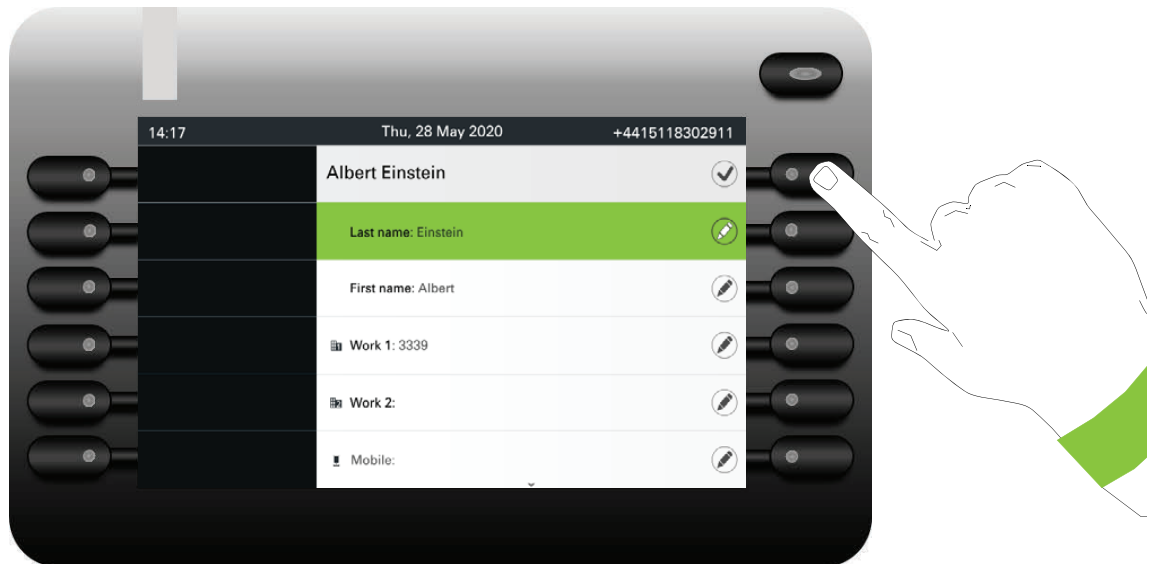 14:17 Thu, 28 May 2020 +4415118302911
Albert Einstein
Last name: Einstein
First name: Albert
Work 1: 3339
Work 2:
Mobile: